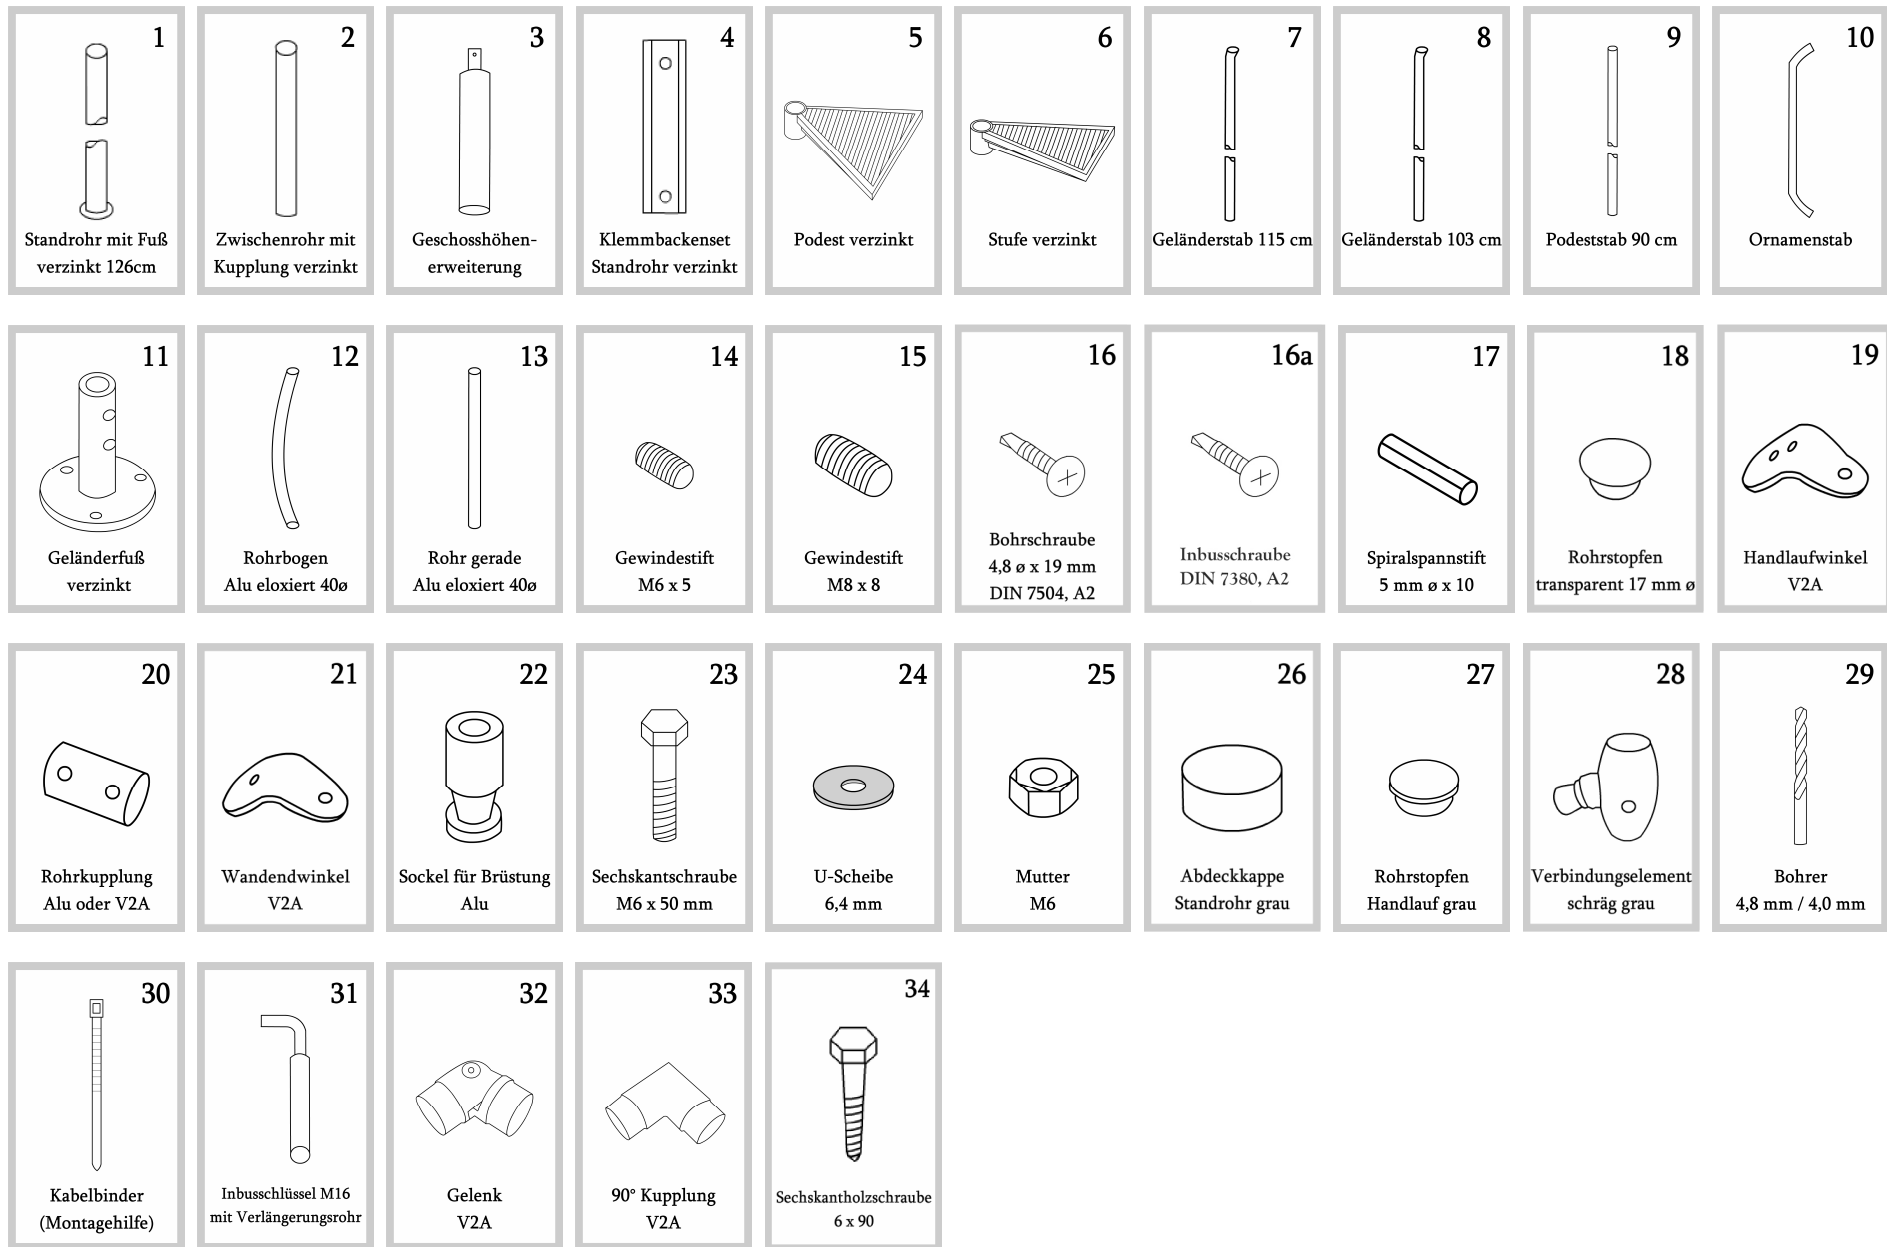 1
Standrohr mit Fuß
verzinkt 126cm
2
Zwischenrohr mit
Kupplung verzinkt
3
Geschosshöhen-
erweiterung
4
Klemmbackenset
Standrohr verzinkt
5
Podest verzinkt
6
Stufe verzinkt
7
Geländerstab 115 cm
8
Geländerstab 103 cm
9
Podeststab 90 cm
10
Ornamenstab
11
Geländerfuß
verzinkt
12
Rohrbogen
Alu eloxiert 40ø
13
Rohr gerade
Alu eloxiert 40ø
14
Gewindestift
M6 x 5
15
Gewindestift
M8 x 8
16
Bohrschraube
4,8 ø x 19 mm
DIN 7504, A2
16a
Inbusschraube
DIN 7380, A2
17
Spiralspannstift
5 mm ø x 10
18
Rohrstopfen
transparent 17 mm ø
19
Handlaufwinkel
V2A
20
Rohrkupplung
Alu oder V2A
21
Wandendwinkel
V2A
22
Sockel für Brüstung
Alu
23
Sechskantschraube
M6 x 50 mm
24
U-Scheibe
6,4 mm
25
Mutter
M6
26
Abdeckkappe
Standrohr grau
27
Rohrstopfen
Handlauf grau
28
Verbindungselement
schräg grau
29
Bohrer
4,8 mm / 4,0 mm
30
Kabelbinder
(Montagehilfe)
31
Inbusschlüssel M16
mit Verlängerungsrohr
32
Gelenk
V2A
33
90° Kupplung
V2A
34
Sechskantholzschraube
6 x 90